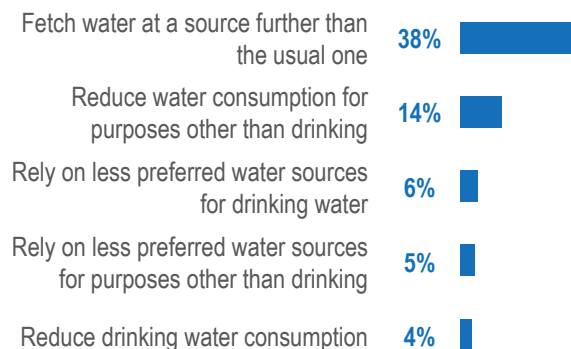 Fetch water at a source further than
the usual one
38%
Reduce water consumption for
purposes other than drinking
14%
Rely on less preferred water sources
for drinking water
6%
Rely on less preferred water sources
for purposes other than drinking
5%
Reduce drinking water consumption
4%